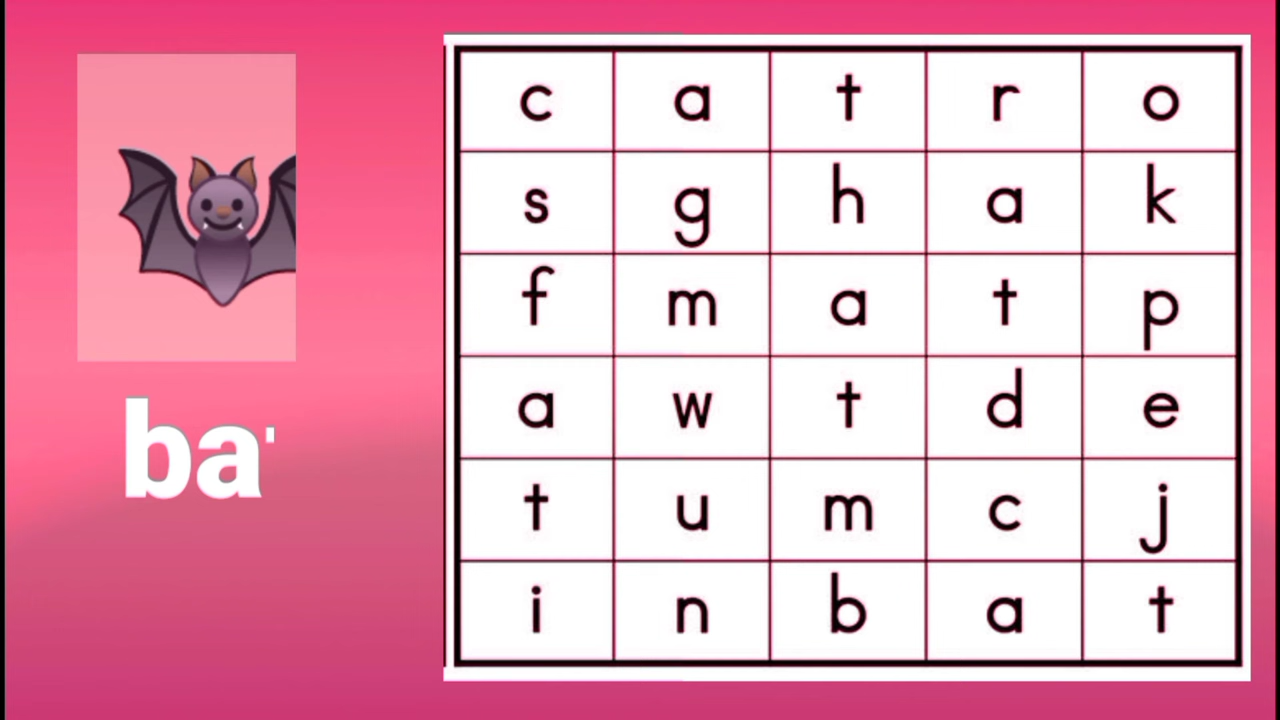 ba
c a t r o
s g h a k
f m a t p
a w t d e
t u m c j
i n b a t